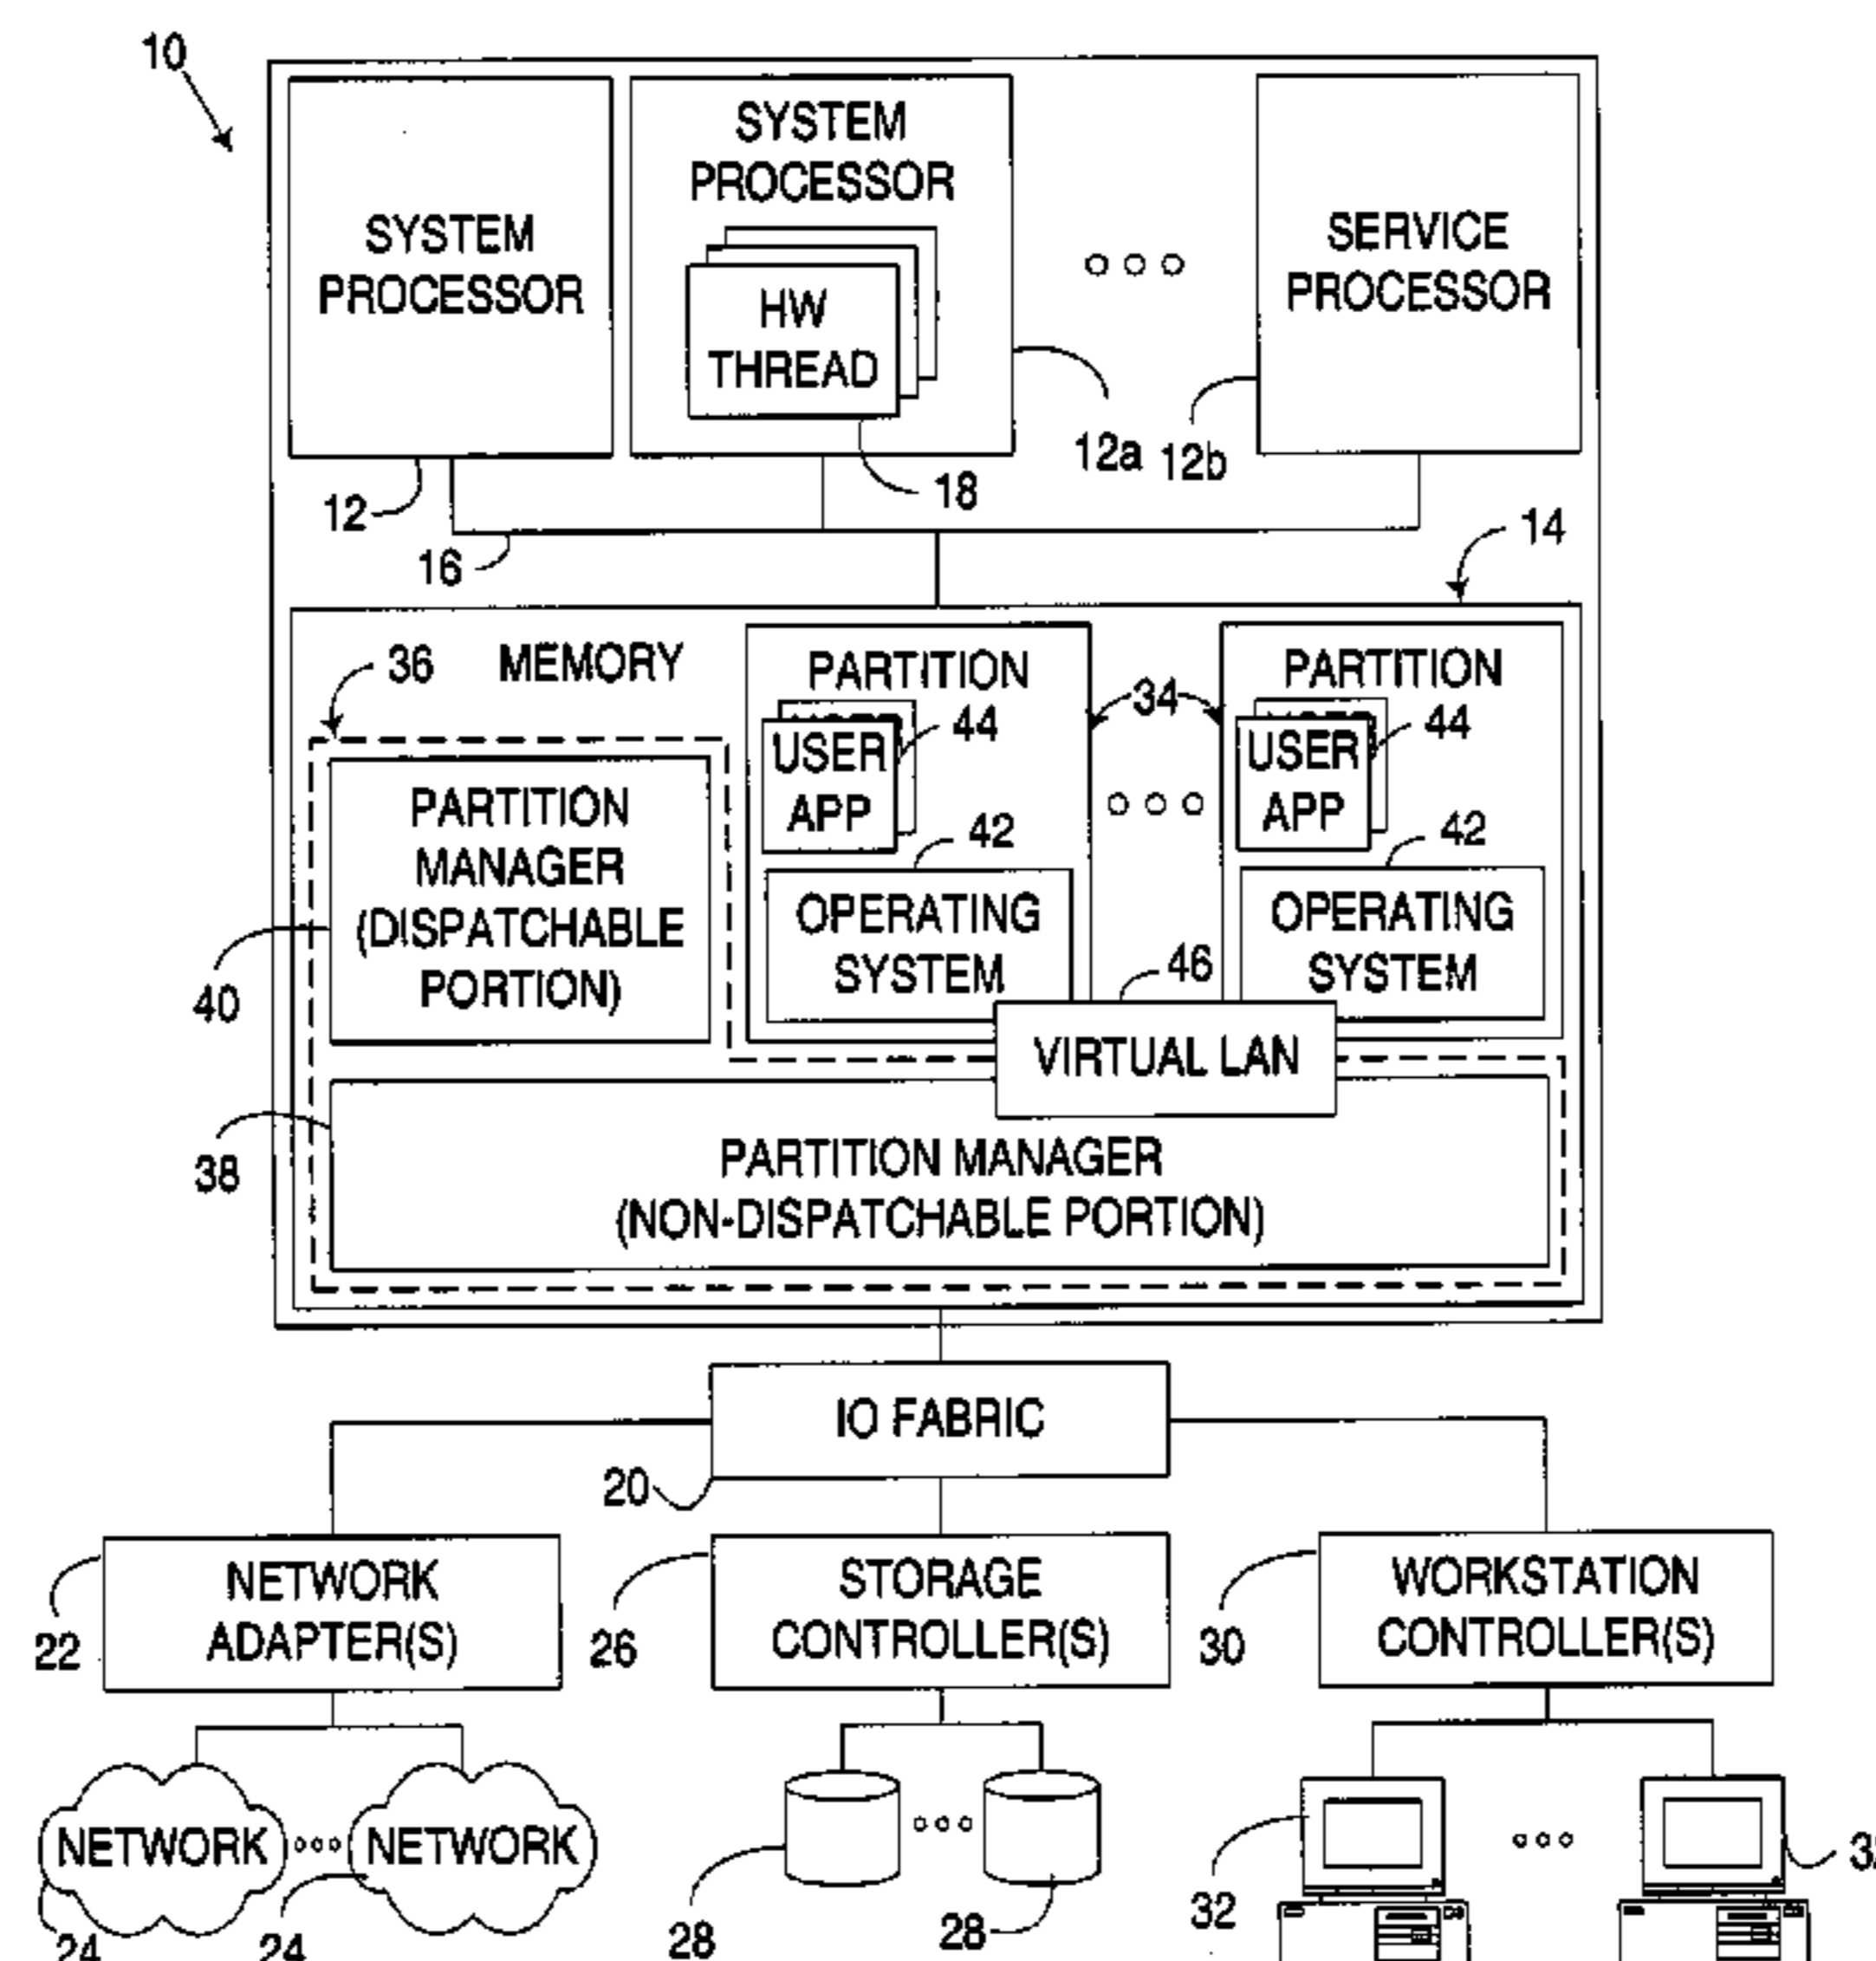 10
SYSTEM
PROCESSOR
SYSTEM
PROCESSOR
HW
THREAD
SERVICE
PROCESSOR
12
18
12a
12b
16
14
MEMORY
36
PARTITION
34
PARTITION
USER
APP
44
USER
APP
44
PARTITION
MANAGER
(DISPATCHABLE
PORTION)
42
42
OPERATING
SYSTEM
OPERATING
SYSTEM
40
46
VIRTUAL LAN
38
PARTITION MANAGER
(NON-DISPATCHABLE PORTION)
IO FABRIC
20
NETWORK
ADAPTER(S)
22
STORAGE
CONTROLLER(S)
26
WORKSTATION
CONTROLLER(S)
30
NETWORK
NETWORK
24
24
28
28
32